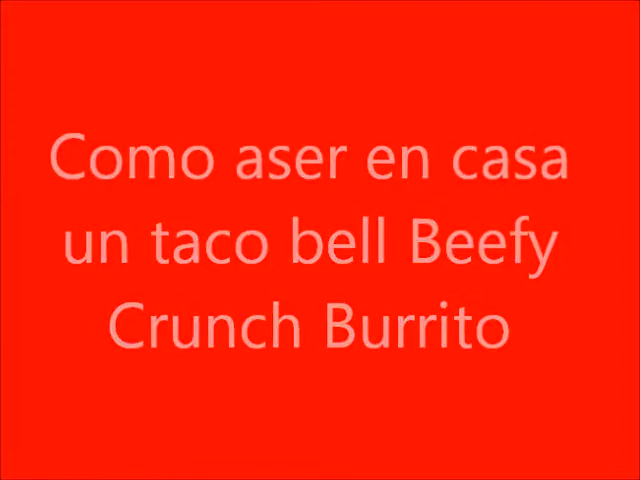 Como aser en casa
un taco bell Beefy
Crunch Burrito